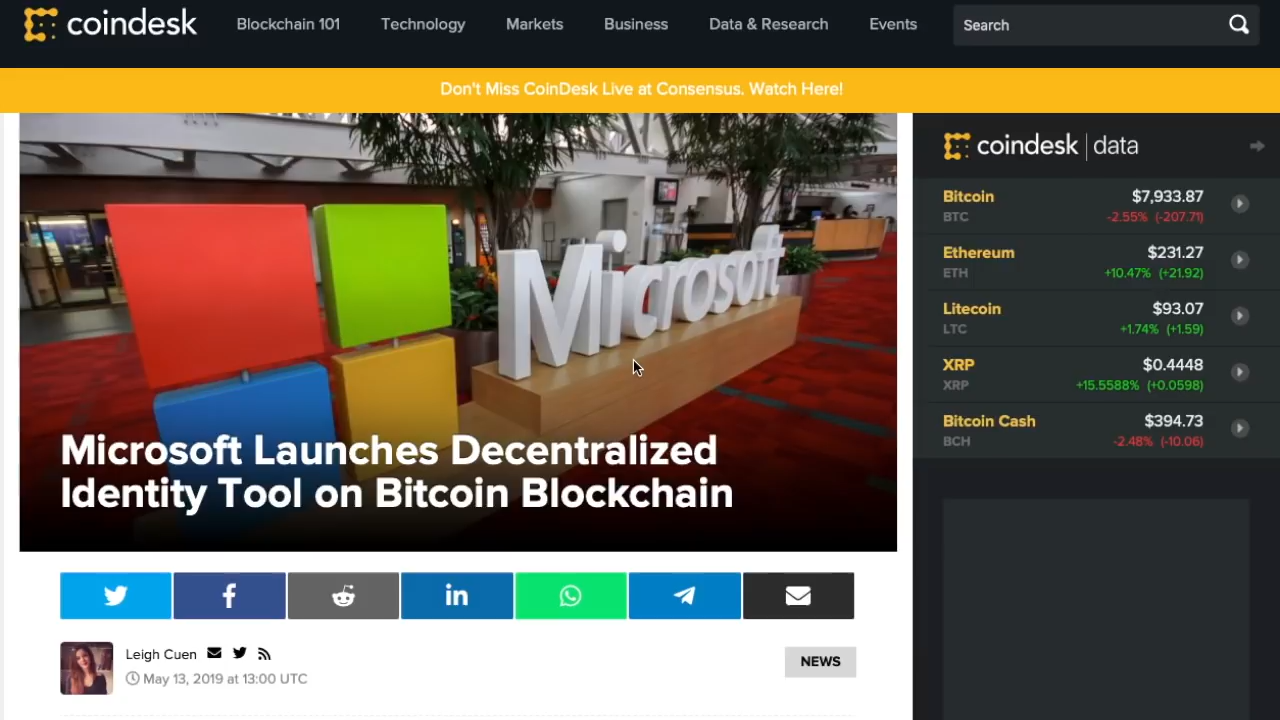 coindesk
Blockchain 101
Technology
Markets
Business
Data & Research
Events
Search
Don't Miss CoinDesk Live at Consensus. Watch Here!
Microsoft
Microsoft Launches Decentralized
Identity Tool on Bitcoin Blockchain
Leigh Cuen
May 13, 2019 at 13:00 UTC
NEWS
coindesk | data
Bitcoin $7,933.87
BTC -2.55% (-207.71)
Ethereum $231.27
ETH +10.47% (+21.92)
Litecoin $93.07
LTC +1.74% (+1.59)
XRP $0.4448
XRP +15.5588% (+0.0598)
Bitcoin Cash $394.73
BCH -2.48% (-10.06)